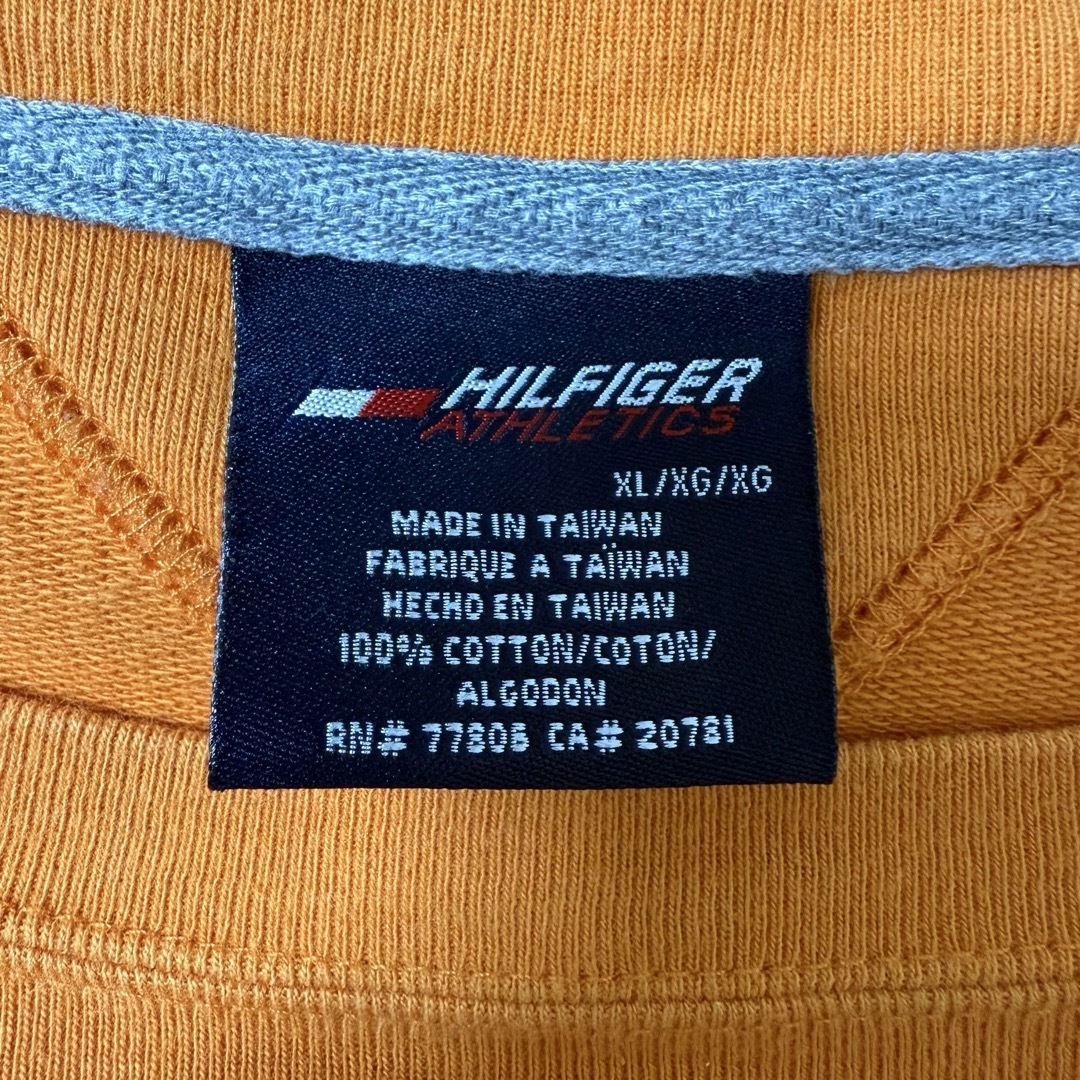 HILFIGER
ATHLETICS
XL/XG/XG
MADE IN TAIWAN
FABRIQUE A TAÏWAN
HECHO EN TAIWAN
100% COTTON/COTON/
ALGODON
RN# 77806 CA# 20781